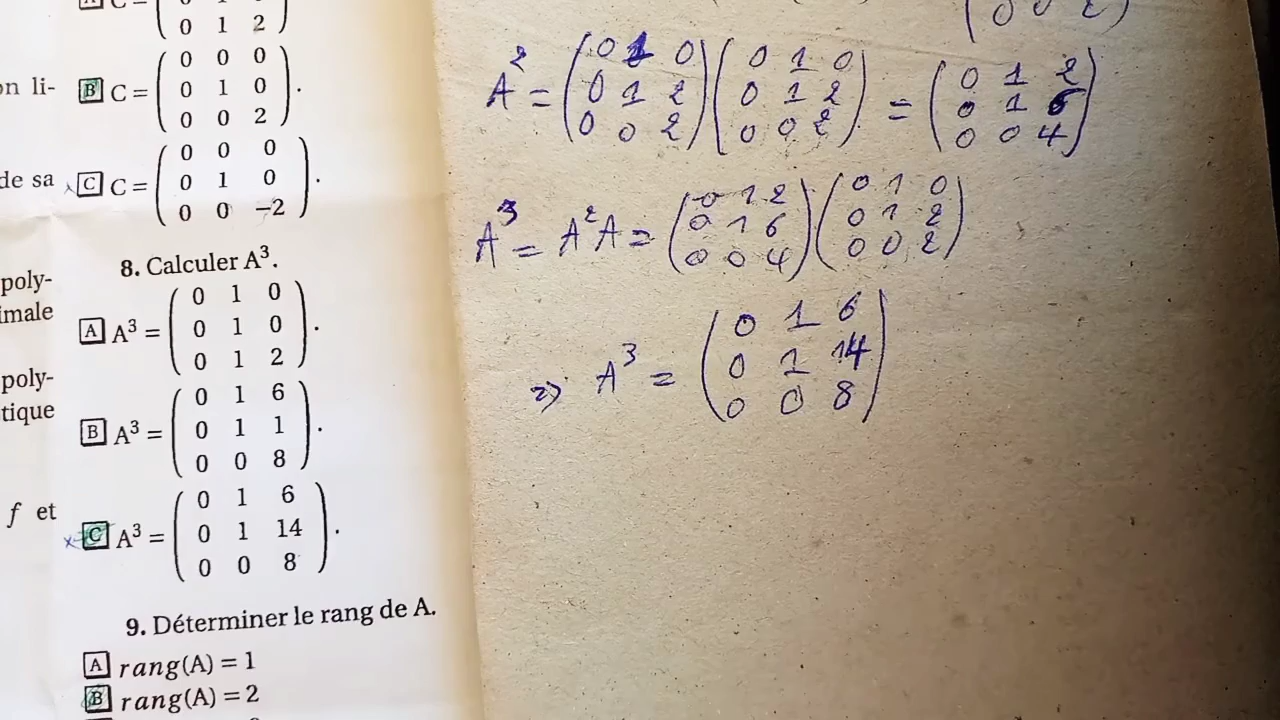 A C =
0 1 2
on li-
0 0 0
B C = 0 1 0 .
0 0 2
de sa
0 0 0
C C = 0 1 0 .
0 0 −2
8. Calculer A³.
poly-
imale
0 1 0
A A³ = 0 1 0 .
0 1 2
poly-
tique
0 1 6
B A³ = 0 1 1 .
0 0 8
f et
0 1 6
× C A³ = 0 1 14 .
0 0 8
9. Déterminer le rang de A.
A rang(A) = 1
B rang(A) = 2
0 0 2
A² = (0 1 0 / 0 1 2 / 0 0 2) (0 1 0 / 0 1 2 / 0 0 2) = (0 1 2 / 0 1 6 / 0 0 4)
A³ = A²A = (0 1 2 / 0 1 6 / 0 0 4) (0 1 0 / 0 1 2 / 0 0 2)
=> A³ = (0 1 6 / 0 1 14 / 0 0 8)